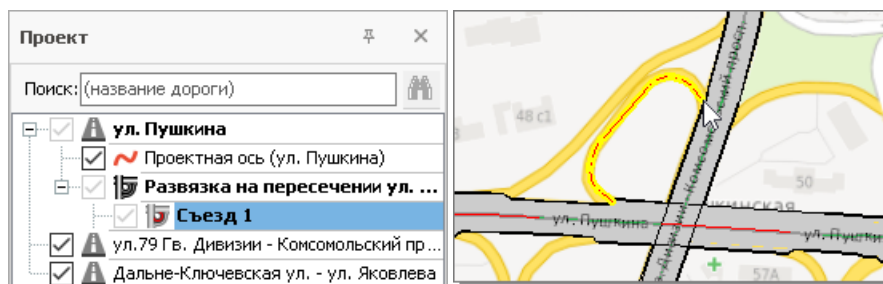 Проект
Поиск: (название дороги)
ул. Пушкина
Проектная ось (ул. Пушкина)
Развязка на пересечении ул. ...
Съезд 1
ул.79 Гв. Дивизии - Комсомольский пр...
Дальне-Ключевская ул. - ул. Яковлева
48 с1
50
ул. Пушкина
ул. Пушки
57А